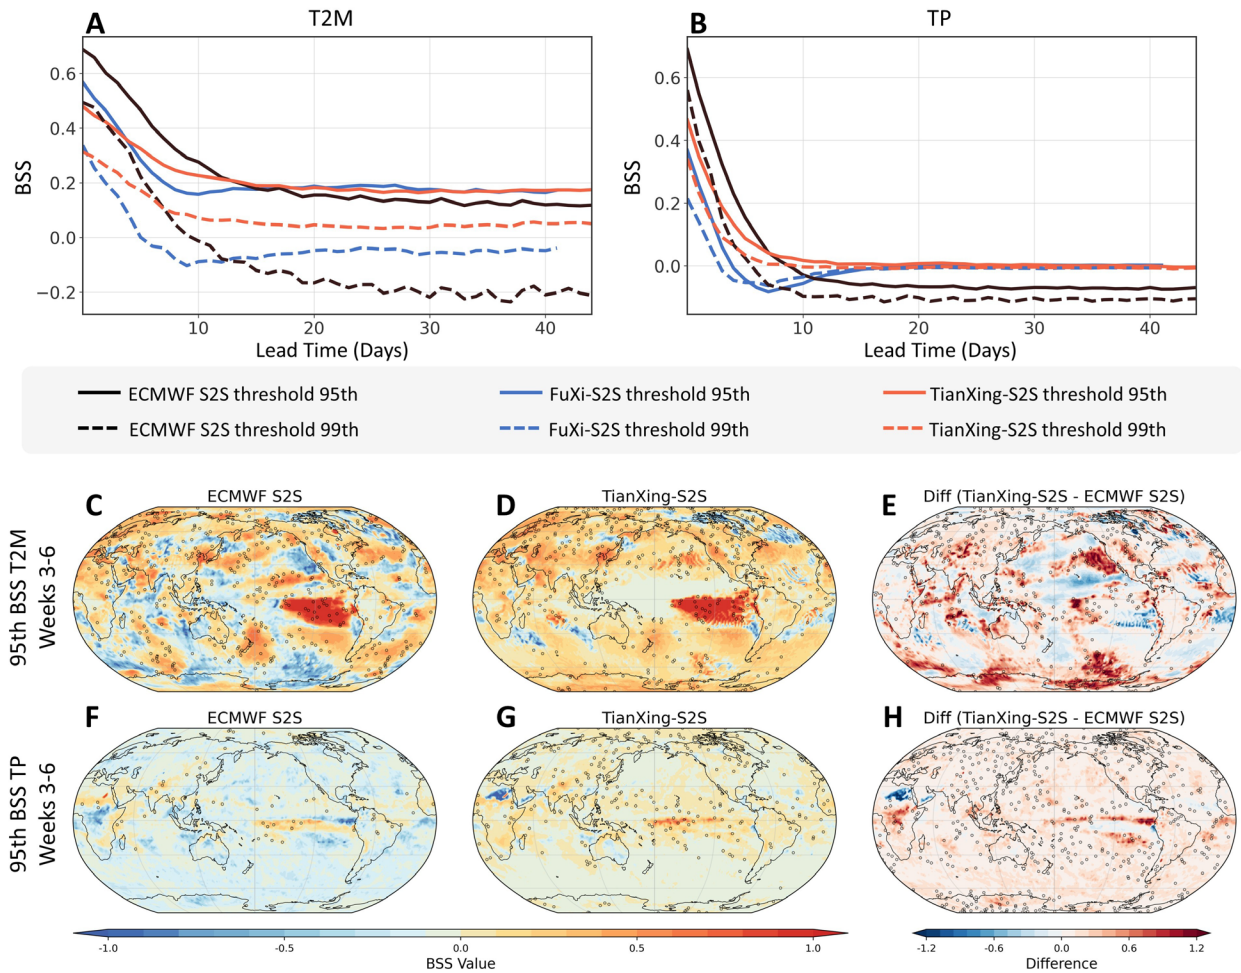 A T2M
B TP
BSS
0.6
0.4
0.2
0.0
−0.2
10 20 30 40
Lead Time (Days)
BSS
0.6
0.4
0.2
0.0
10 20 30 40
Lead Time (Days)
ECMWF S2S threshold 95th
FuXi-S2S threshold 95th
TianXing-S2S threshold 95th
ECMWF S2S threshold 99th
FuXi-S2S threshold 99th
TianXing-S2S threshold 99th
95th BSS T2M
Weeks 3-6
C ECMWF S2S
D TianXing-S2S
E Diff (TianXing-S2S - ECMWF S2S)
95th BSS TP
Weeks 3-6
F ECMWF S2S
G TianXing-S2S
H Diff (TianXing-S2S - ECMWF S2S)
-1.0 -0.5 0.0 0.5 1.0
BSS Value
-1.2 -0.6 0.0 0.6 1.2
Difference